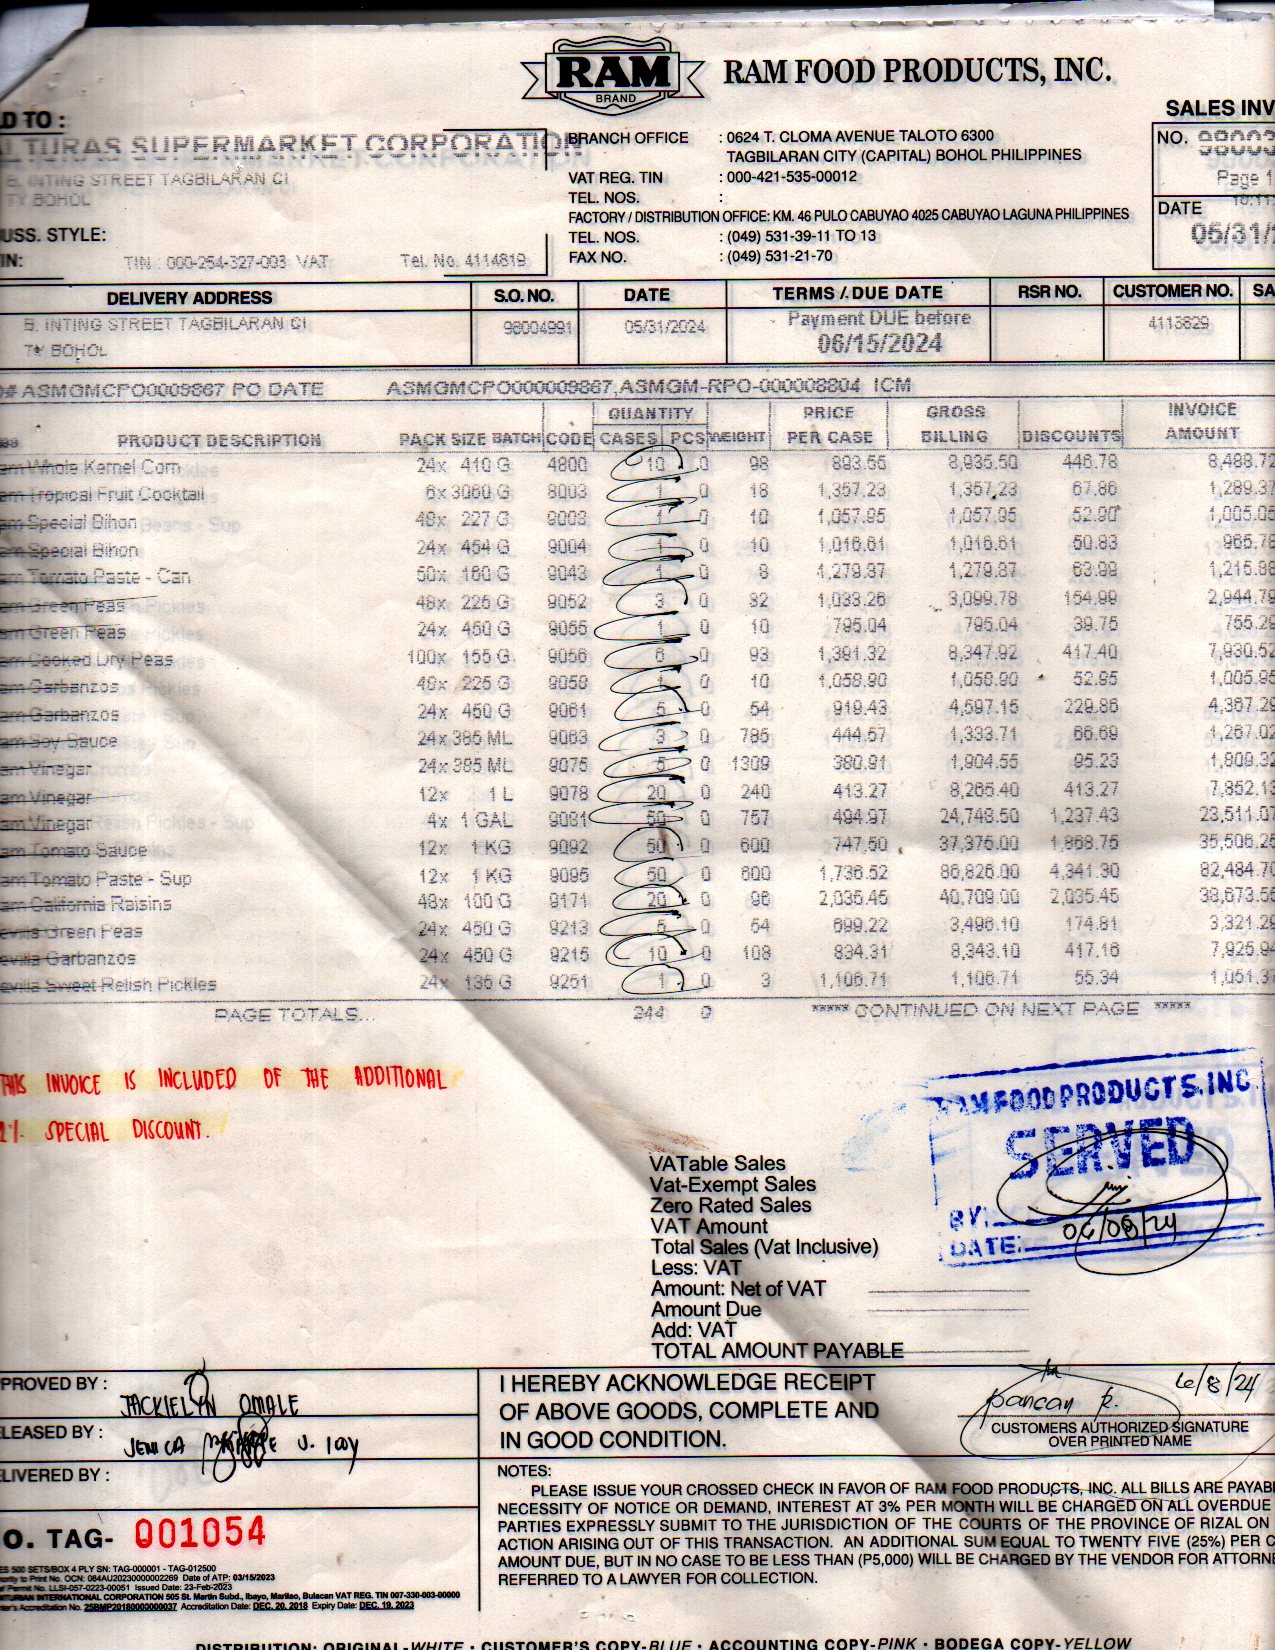 RAM
BRAND
RAM FOOD PRODUCTS, INC.
SALES INV
D TO :
LTURAS SUPERMARKET CORPORATION
B. INTING STREET TAGBILARAN CI
TY BOHOL
USS. STYLE:
IN: TIN : 000-254-327-003 VAT Tel. No. 4114819
BRANCH OFFICE : 0624 T. CLOMA AVENUE TALOTO 6300
TAGBILARAN CITY (CAPITAL) BOHOL PHILIPPINES
VAT REG. TIN : 000-421-535-00012
TEL. NOS. :
FACTORY / DISTRIBUTION OFFICE: KM. 46 PULO CABUYAO 4025 CABUYAO LAGUNA PHILIPPINES
TEL. NOS. : (049) 531-39-11 TO 13
FAX NO. : (049) 531-21-70
NO. 98003
Page 1
DATE
05/31/
DELIVERY ADDRESS S.O. NO. DATE TERMS / DUE DATE RSR NO. CUSTOMER NO. SA
B. INTING STREET TAGBILARAN CI 98004991 05/31/2024 Payment DUE before 4113829
TY BOHOL 06/15/2024
# ASMGMCPO00009867 PO DATE ASMGMCPO000009867,ASMGM-RPO-000008804 ICM
QUANTITY PRICE GROSS INVOICE
PRODUCT DESCRIPTION PACK SIZE BATCH CODE CASES PCS WEIGHT PER CASE BILLING DISCOUNTS AMOUNT
am Whole Kernel Corn 24x 410 G 4800 10 0 98 893.55 8,935.50 446.78 8,488.72
am Tropical Fruit Cocktail 6x 3060 G 8003 1 0 18 1,357.23 1,357.23 67.86 1,289.37
am Special Bihon 48x 227 G 9003 1 0 10 1,057.95 1,057.95 52.90 1,005.05
am Special Bihon 24x 454 G 9004 1 0 10 1,016.61 1,016.61 50.83 965.78
am Tomato Paste - Can 50x 160 G 9043 1 0 8 1,279.87 1,279.87 63.99 1,215.88
am Green Peas 48x 225 G 9052 3 0 32 1,033.26 3,099.78 154.99 2,944.79
am Green Peas 24x 450 G 9055 1 0 10 795.04 795.04 39.75 755.29
am Cooked Dry Peas 100x 155 G 9056 6 0 93 1,391.32 8,347.92 417.40 7,930.52
am Garbanzos 48x 225 G 9059 1 0 10 1,058.90 1,058.90 52.95 1,005.95
am Garbanzos 24x 450 G 9061 5 0 54 919.43 4,597.15 229.86 4,367.29
am Soy Sauce 24x 385 ML 9063 3 0 785 444.57 1,333.71 66.69 1,267.02
am Vinegar 24x 385 ML 9075 5 0 1309 380.91 1,904.55 95.23 1,809.32
am Vinegar 12x 1 L 9078 20 0 240 413.27 8,265.40 413.27 7,852.13
am Vinegar 4x 1 GAL 9081 50 0 757 494.97 24,748.50 1,237.43 23,511.07
am Tomato Sauce 12x 1 KG 9092 50 0 600 747.50 37,375.00 1,868.75 35,506.25
am Tomato Paste - Sup 12x 1 KG 9095 50 0 600 1,736.52 86,826.00 4,341.30 82,484.70
am California Raisins 48x 100 G 9171 20 0 96 2,035.45 40,709.00 2,035.45 38,673.55
evilla Green Peas 24x 450 G 9213 5 0 54 699.22 3,496.10 174.81 3,321.29
evilla Garbanzos 24x 450 G 9215 10 0 108 834.31 8,343.10 417.16 7,925.94
evilla Sweet Relish Pickles 24x 135 G 9251 1 0 3 1,106.71 1,106.71 55.34 1,051.37
PAGE TOTALS... 244 0 ***** CONTINUED ON NEXT PAGE *****
THIS INVOICE IS INCLUDED OF THE ADDITIONAL
2% SPECIAL DISCOUNT.
RAM FOOD PRODUCTS, INC.
SERVED
BY:
DATE: 06/08/24
VATable Sales
Vat-Exempt Sales
Zero Rated Sales
VAT Amount
Total Sales (Vat Inclusive)
Less: VAT
Amount: Net of VAT
Amount Due
Add: VAT
TOTAL AMOUNT PAYABLE
PROVED BY : JACKIELYN OMALE
LEASED BY : JENICA
LIVERED BY :
I HEREBY ACKNOWLEDGE RECEIPT
OF ABOVE GOODS, COMPLETE AND
IN GOOD CONDITION.
pancan R. 6/8/24
CUSTOMERS AUTHORIZED SIGNATURE
OVER PRINTED NAME
NOTES:
PLEASE ISSUE YOUR CROSSED CHECK IN FAVOR OF RAM FOOD PRODUCTS, INC. ALL BILLS ARE PAYABL
NECESSITY OF NOTICE OR DEMAND, INTEREST AT 3% PER MONTH WILL BE CHARGED ON ALL OVERDUE
PARTIES EXPRESSLY SUBMIT TO THE JURISDICTION OF THE COURTS OF THE PROVINCE OF RIZAL ON
ACTION ARISING OUT OF THIS TRANSACTION. AN ADDITIONAL SUM EQUAL TO TWENTY FIVE (25%) PER C
AMOUNT DUE, BUT IN NO CASE TO BE LESS THAN (P5,000) WILL BE CHARGED BY THE VENDOR FOR ATTORNE
REFERRED TO A LAWYER FOR COLLECTION.
O. TAG- 001054
ES 500 SETS/BOX 4 PLY SN: TAG-000001 - TAG-012500
ority to Print No. OCN: 084AU20230000002269 Date of ATP: 03/15/2023
Permit No. LLSI-057-0223-00051 Issued Date: 23-Feb-2023
INTERNATIONAL CORPORATION 505 St. Martin Subd., Ibayo, Marilao, Bulacan VAT REG. TIN 007-330-003-00000
er's Accreditation No. 25BMP20180000000037 Accreditation Date: DEC. 20, 2018 Expiry Date: DEC. 19, 2023
DISTRIBUTION: ORIGINAL-WHITE • CUSTOMER'S COPY-BLUE • ACCOUNTING COPY-PINK • BODEGA COPY-YELLOW